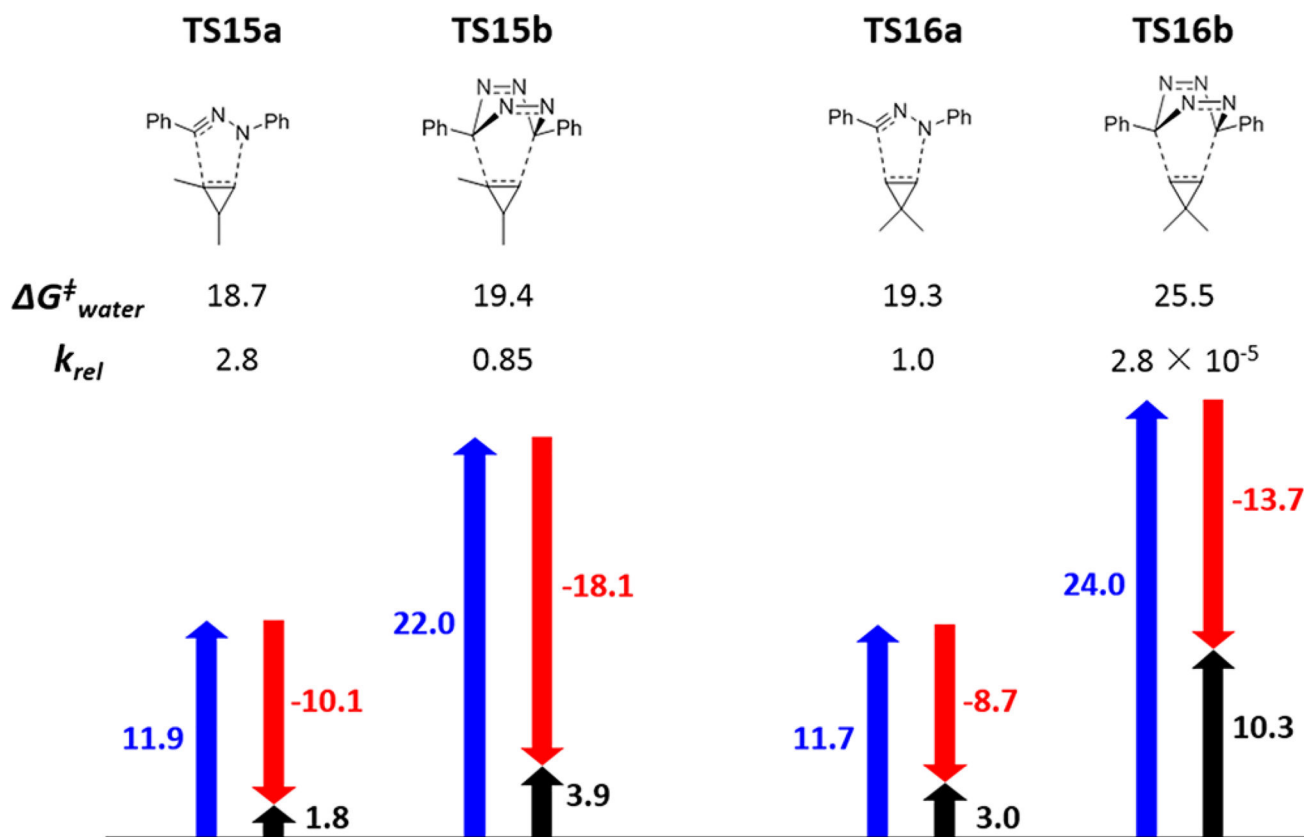 TS15a TS15b TS16a TS16b
N N N N
Ph N Ph N N Ph N Ph N N
N Ph Ph N Ph Ph
ΔG‡water 18.7 19.4 19.3 25.5
krel 2.8 0.85 1.0 2.8 × 10-5
-13.7
-18.1 24.0
22.0
-10.1 -8.7
11.9 11.7 10.3
1.8 3.9 3.0